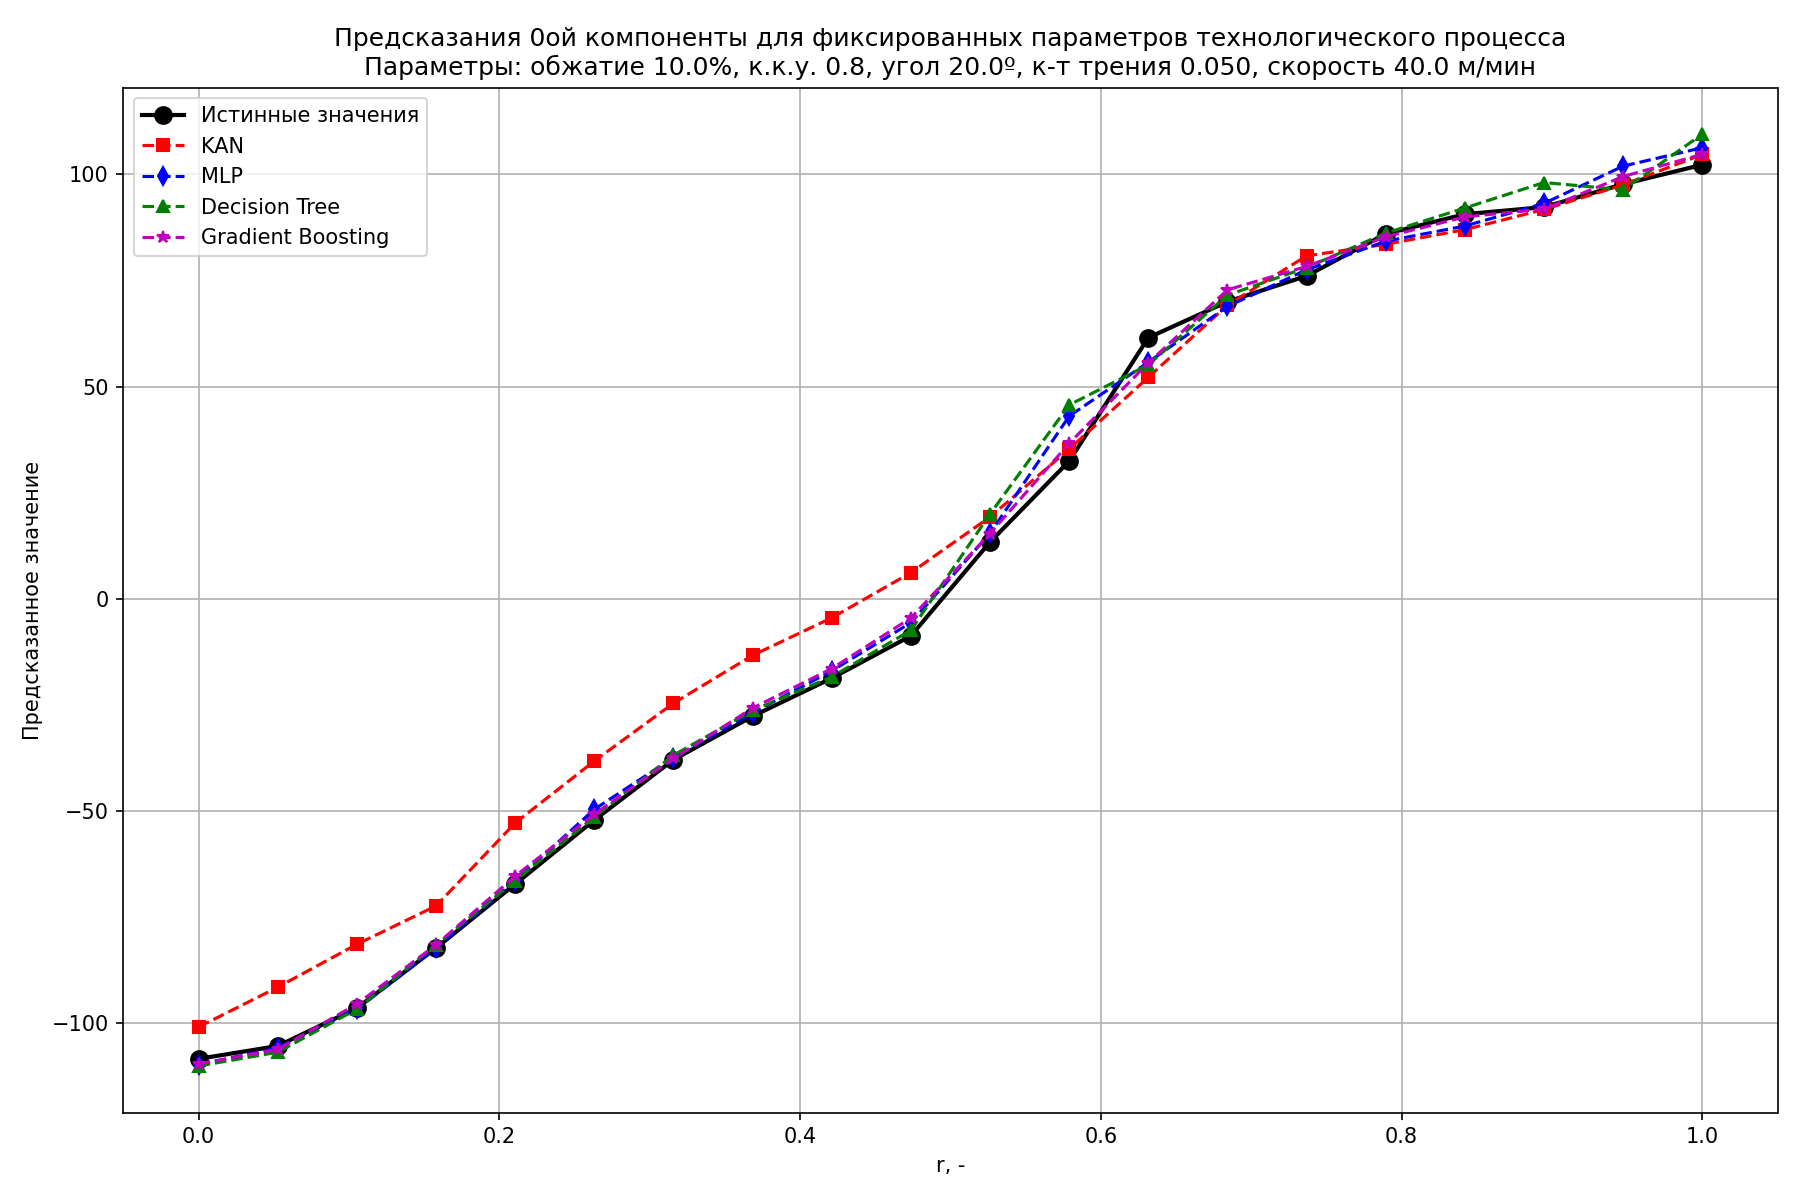 Предсказания 0ой компоненты для фиксированных параметров технологического процесса
Параметры: обжатие 10.0%, к.к.у. 0.8, угол 20.0º, к-т трения 0.050, скорость 40.0 м/мин
Истинные значения
KAN
MLP
Decision Tree
Gradient Boosting
Предсказанное значение
100
50
0
−50
−100
0.0 0.2 0.4 0.6 0.8 1.0
r, -